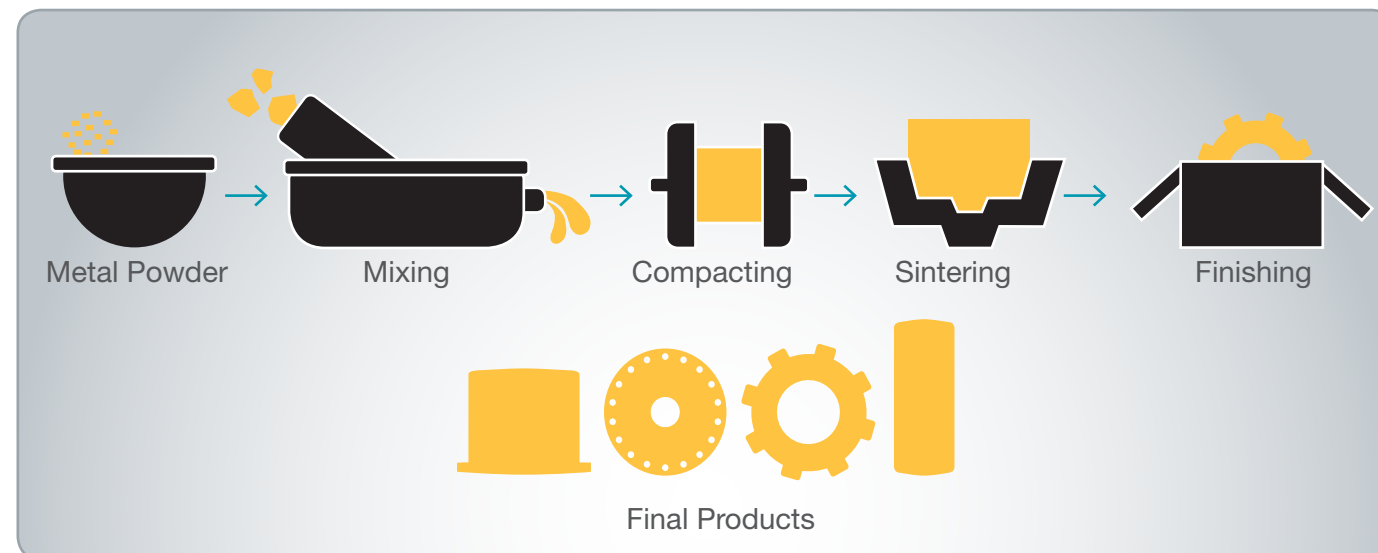 Metal Powder
Mixing
Compacting
Sintering
Finishing
Final Products